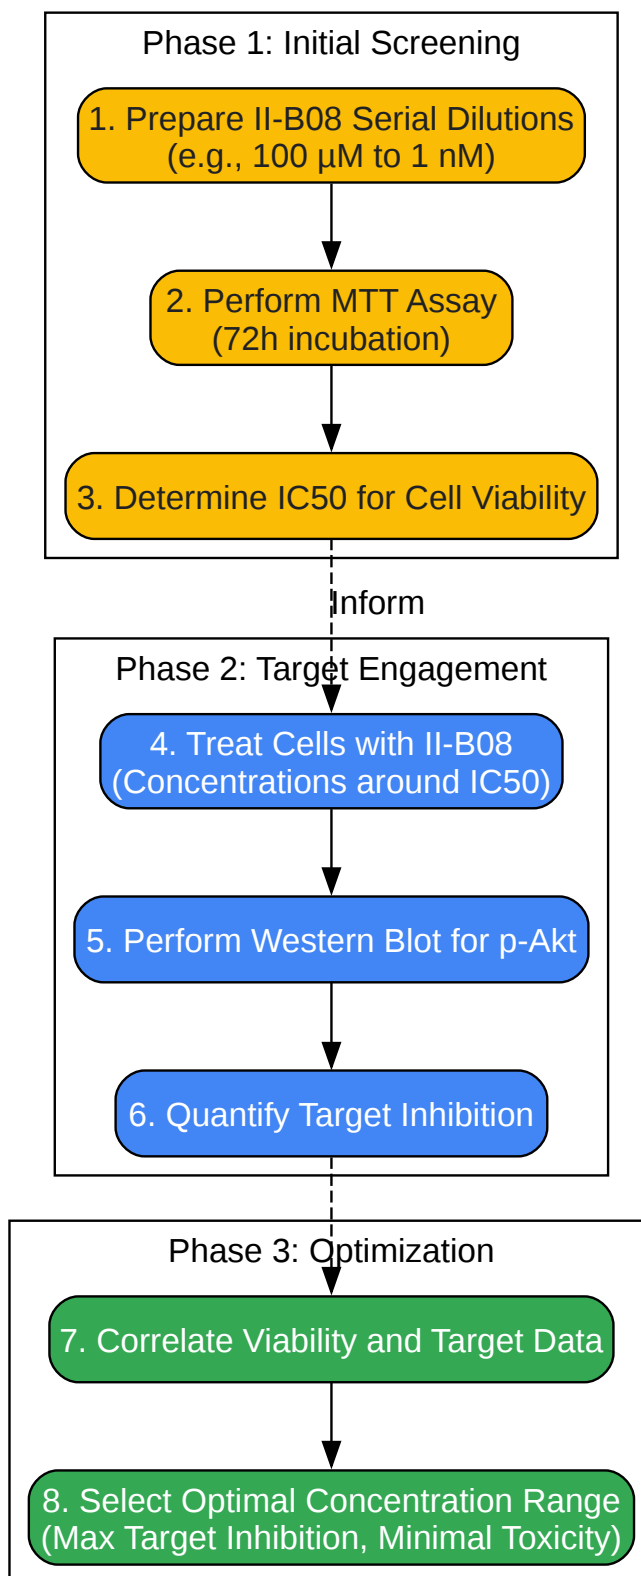 Phase 1: Initial Screening
1. Prepare II-B08 Serial Dilutions
(e.g., 100 µM to 1 nM)
2. Perform MTT Assay
(72h incubation)
3. Determine IC50 for Cell Viability
Inform
Phase 2: Target Engagement
4. Treat Cells with II-B08
(Concentrations around IC50)
5. Perform Western Blot for p-Akt
6. Quantify Target Inhibition
Phase 3: Optimization
7. Correlate Viability and Target Data
8. Select Optimal Concentration Range
(Max Target Inhibition, Minimal Toxicity)